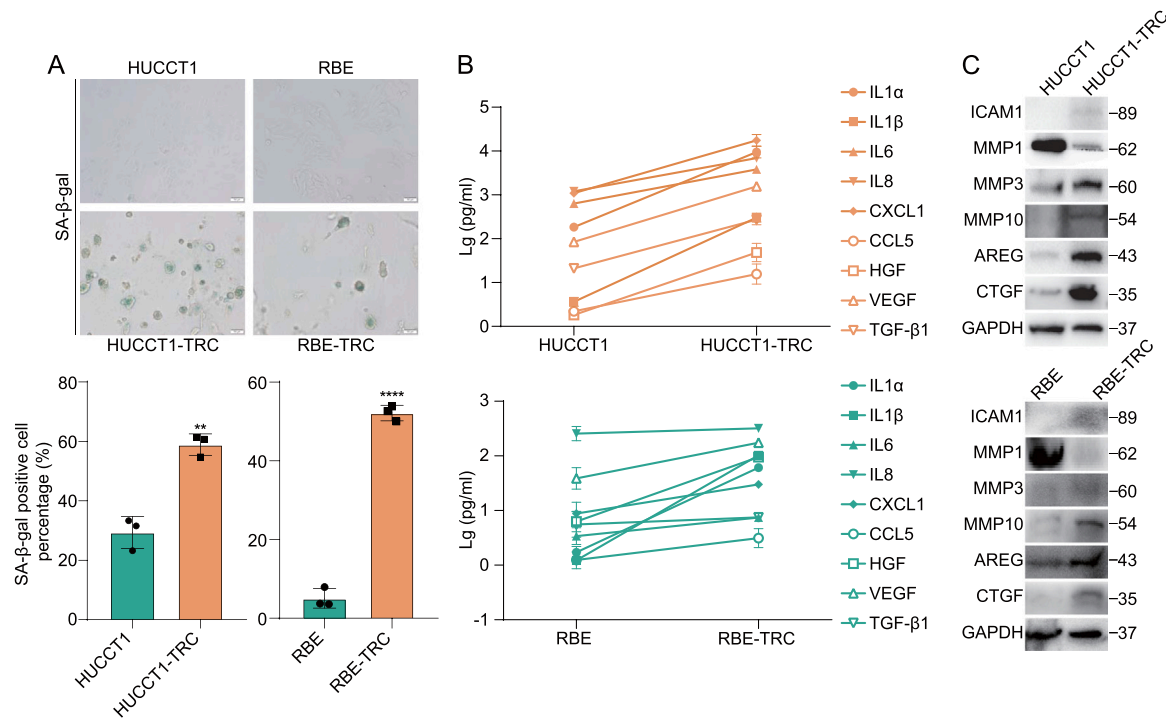 A
HUCCT1
RBE
SA-β-gal
HUCCT1-TRC
RBE-TRC
SA-β-gal positive cell
percentage (%)
80
60
40
20
0
**
HUCCT1
HUCCT1-TRC
60
40
20
0
****
RBE
RBE-TRC
B
Lg (pg/ml)
5
4
3
2
1
0
HUCCT1
HUCCT1-TRC
IL1α
IL1β
IL6
IL8
CXCL1
CCL5
HGF
VEGF
TGF-β1
Lg (pg/ml)
3
2
1
0
-1
RBE
RBE-TRC
IL1α
IL1β
IL6
IL8
CXCL1
CCL5
HGF
VEGF
TGF-β1
C
HUCCT1
HUCCT1-TRC
ICAM1 –89
MMP1 –62
MMP3 –60
MMP10 –54
AREG –43
CTGF –35
GAPDH –37
RBE
RBE-TRC
ICAM1 –89
MMP1 –62
MMP3 –60
MMP10 –54
AREG –43
CTGF –35
GAPDH –37